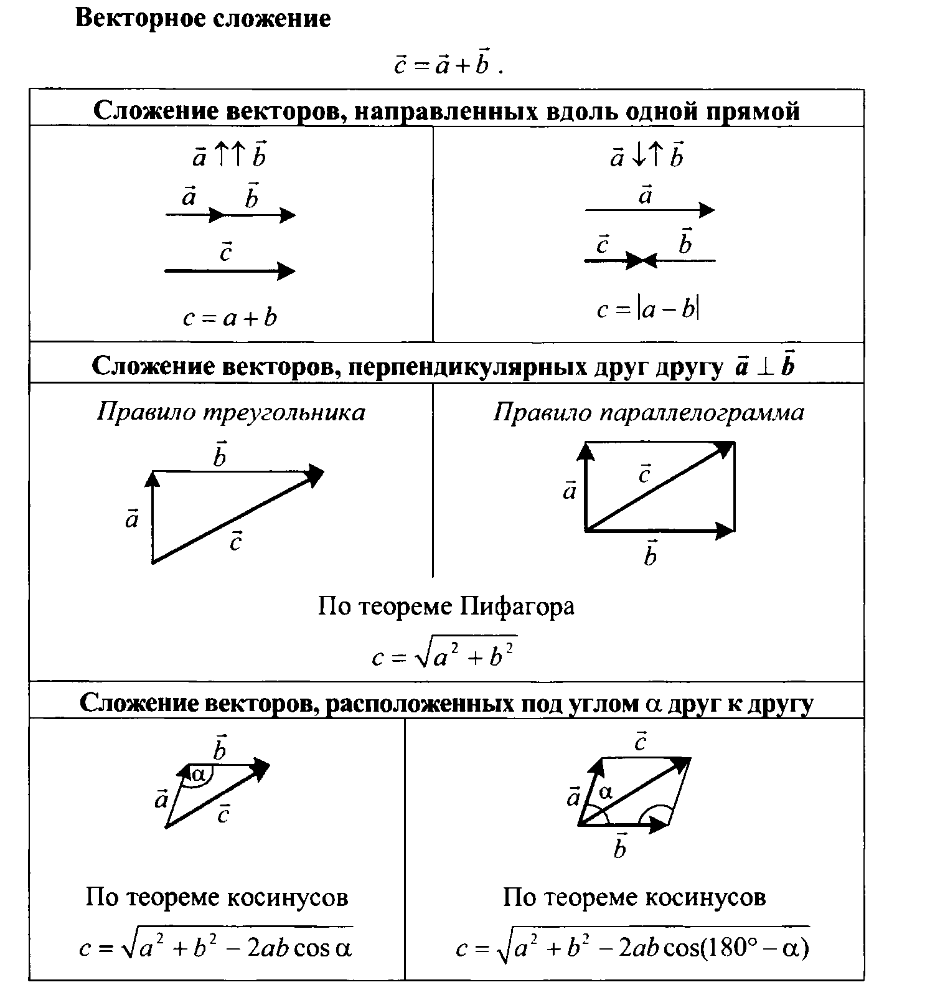 Векторное сложение
c⃗ = a⃗ + b⃗ .
Сложение векторов, направленных вдоль одной прямой
a⃗ ↑↑ b⃗
a⃗ b⃗
c⃗
c = a + b
a⃗ ↓↑ b⃗
a⃗
c⃗ b⃗
c = |a − b|
Сложение векторов, перпендикулярных друг другу a⃗ ⊥ b⃗
Правило треугольника
b⃗
a⃗
c⃗
Правило параллелограмма
c⃗
a⃗
b⃗
По теореме Пифагора
c = √(a² + b²)
Сложение векторов, расположенных под углом α друг к другу
b⃗
α
a⃗
c⃗
По теореме косинусов
c = √(a² + b² − 2ab cos α)
c⃗
a⃗ α
b⃗
По теореме косинусов
c = √(a² + b² − 2ab cos(180° − α))